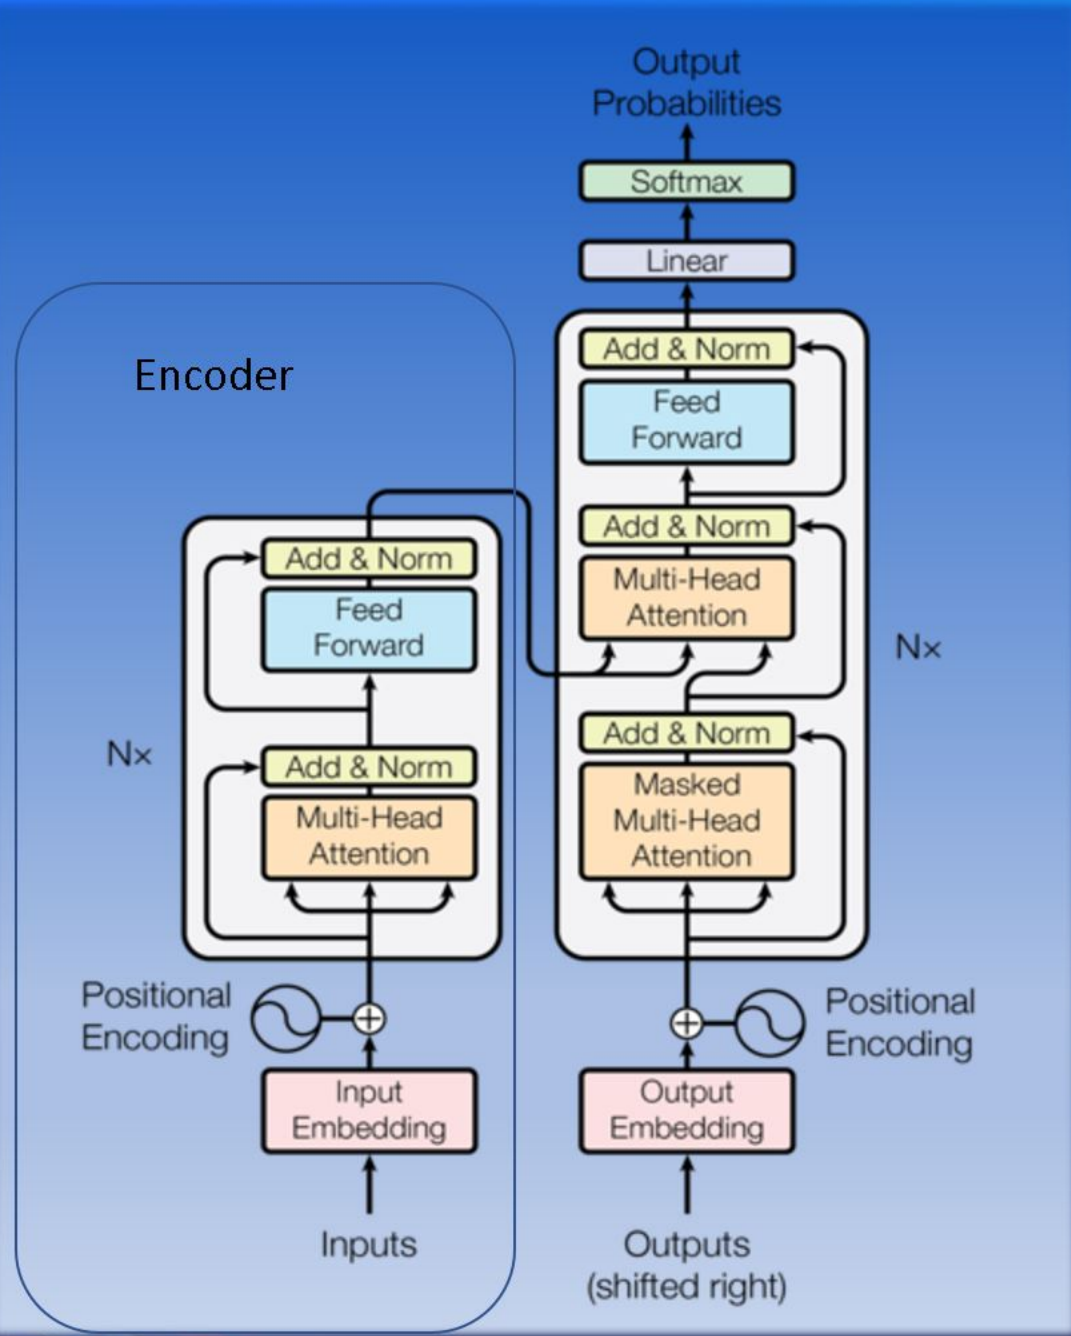 Output
Probabilities
Softmax
Linear
Add & Norm
Feed
Forward
Add & Norm
Multi-Head
Attention
Nx
Add & Norm
Masked
Multi-Head
Attention
Positional
Encoding
Output
Embedding
Outputs
(shifted right)
Encoder
Add & Norm
Feed
Forward
Nx
Add & Norm
Multi-Head
Attention
Positional
Encoding
Input
Embedding
Inputs